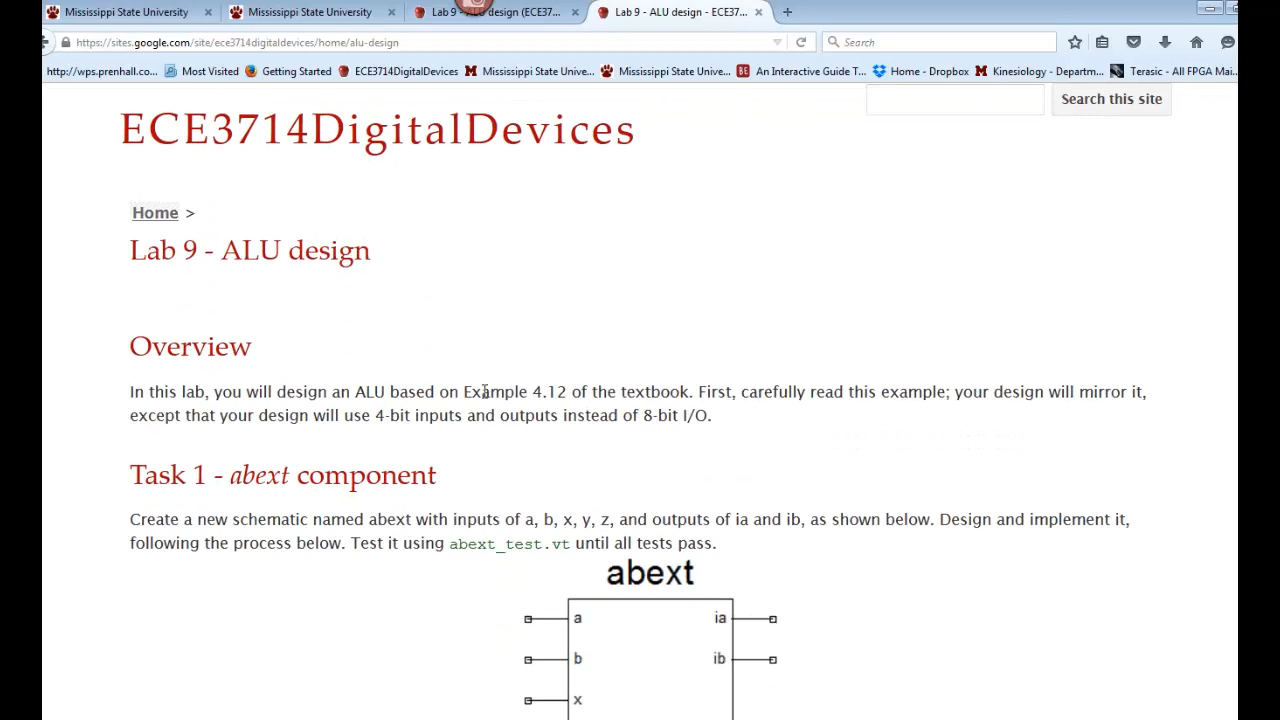 Mississippi State University
Mississippi State University
Lab 9 - ALU design (ECE37...
Lab 9 - ALU design - ECE37...
https://sites.google.com/site/ece3714digitaldevices/home/alu-design
Search
http://wps.prenhall.co...
Most Visited
Getting Started
ECE3714DigitalDevices
Mississippi State Unive...
Mississippi State Unive...
BE An Interactive Guide T...
Home - Dropbox
Kinesiology - Departm...
Terasic - All FPGA Mai...
Search this site
ECE3714DigitalDevices
Home >
Lab 9 - ALU design
Overview
In this lab, you will design an ALU based on Example 4.12 of the textbook. First, carefully read this example; your design will mirror it,
except that your design will use 4-bit inputs and outputs instead of 8-bit I/O.
Task 1 - abext component
Create a new schematic named abext with inputs of a, b, x, y, z, and outputs of ia and ib, as shown below. Design and implement it,
following the process below. Test it using abext_test.vt until all tests pass.
abext
a ia
b ib
x